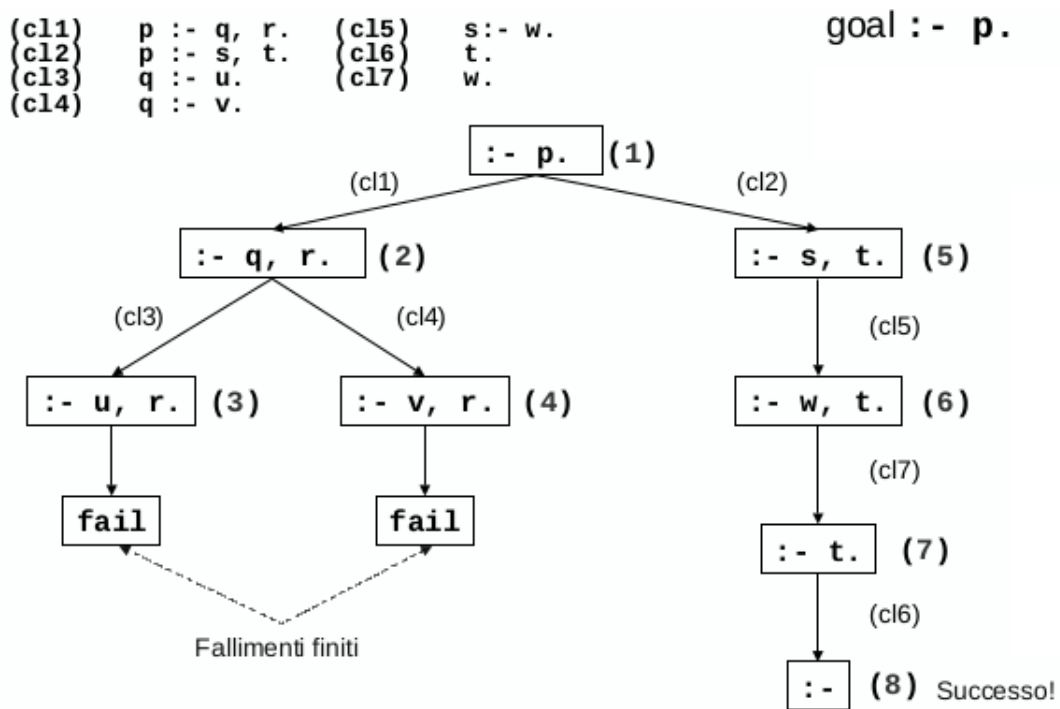 (cl1) p :- q, r. (cl5) s:- w. goal :- p.
(cl2) p :- s, t. (cl6) t.
(cl3) q :- u. (cl7) w.
(cl4) q :- v.
:- p. (1)
(cl1) (cl2)
:- q, r. (2) :- s, t. (5)
(cl3) (cl4) (cl5)
:- u, r. (3) :- v, r. (4) :- w, t. (6)
(cl7)
fail fail
:- t. (7)
(cl6)
Fallimenti finiti
:- (8) Successo!